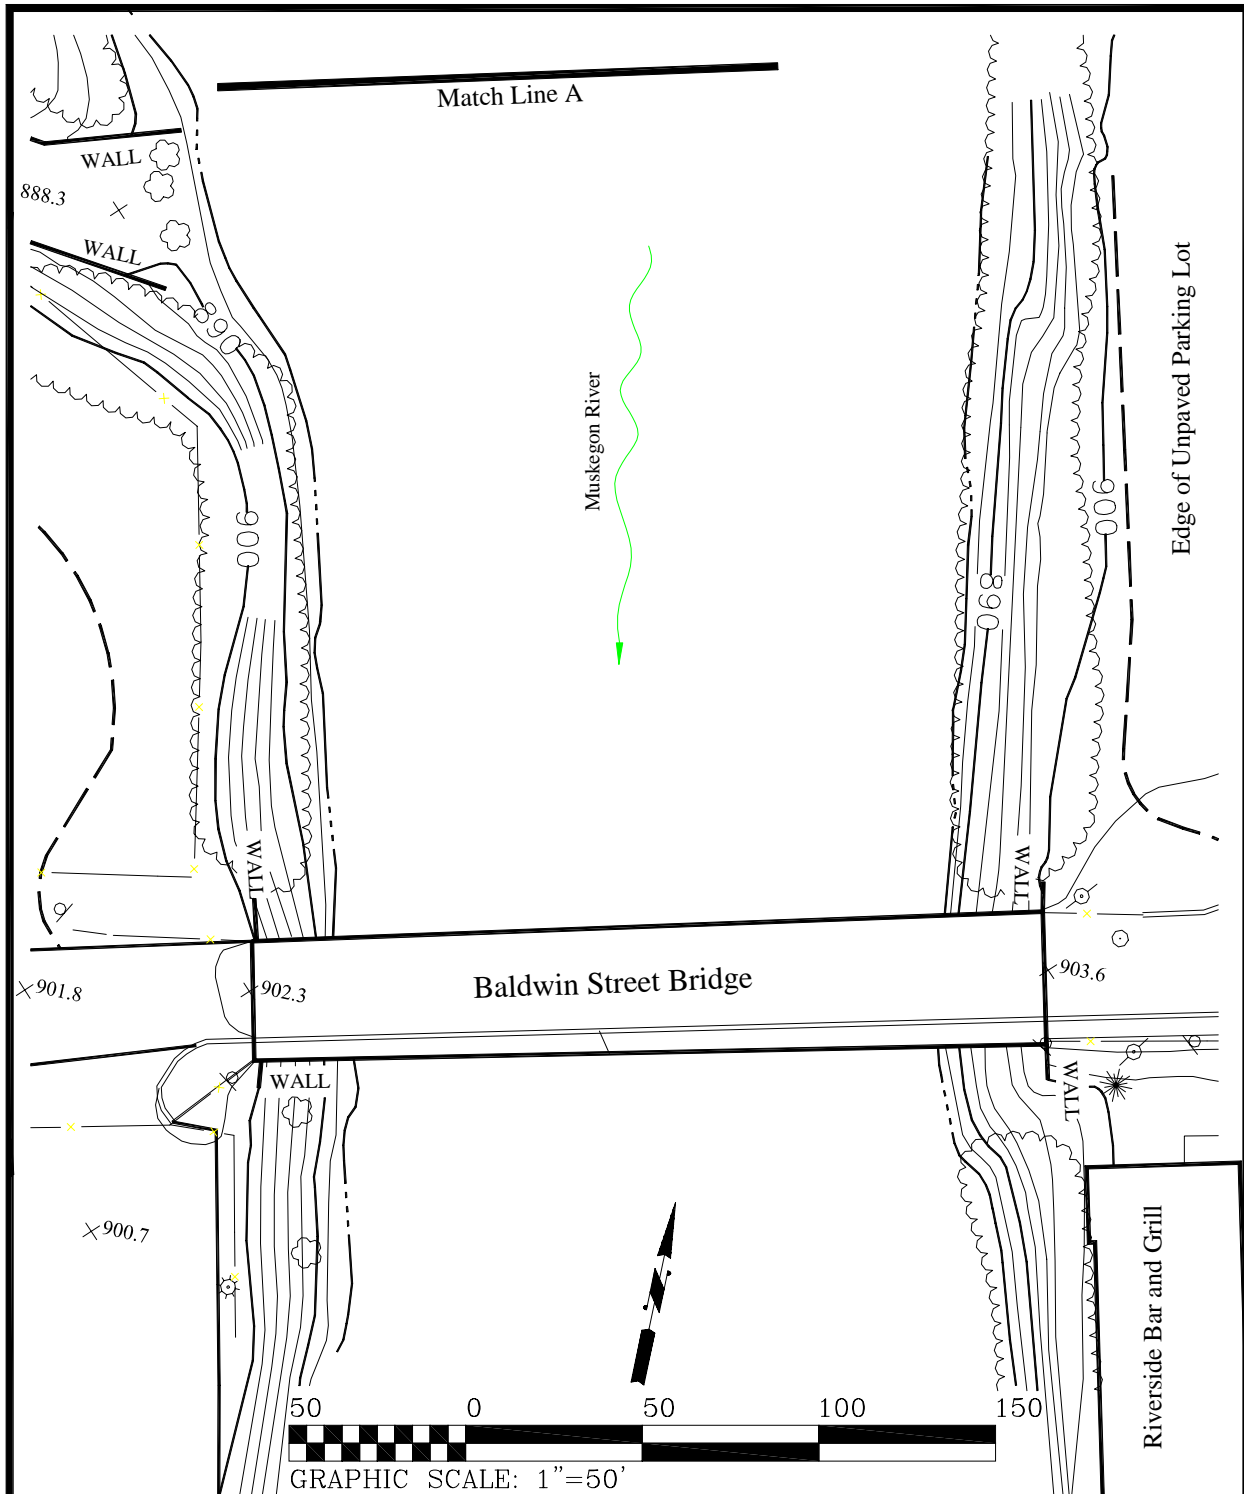 Match Line A
WALL
888.3
WALL
890
Edge of Unpaved Parking Lot
Muskegon River
900
900
890
WALL
WALL
901.8
902.3
Baldwin Street Bridge
903.6
WALL
WALL
900.7
Riverside Bar and Grill
50 0 50 100 150
GRAPHIC SCALE: 1"=50'